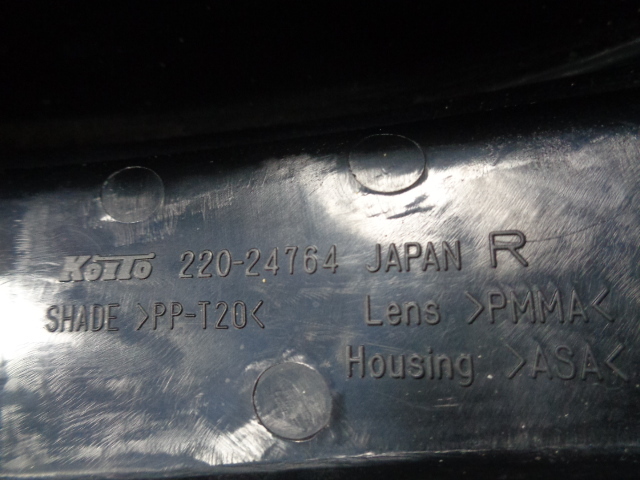 KOITO 220-24764 JAPAN R
SHADE >PP-T20< Lens >PMMA<
Housing >ASA<